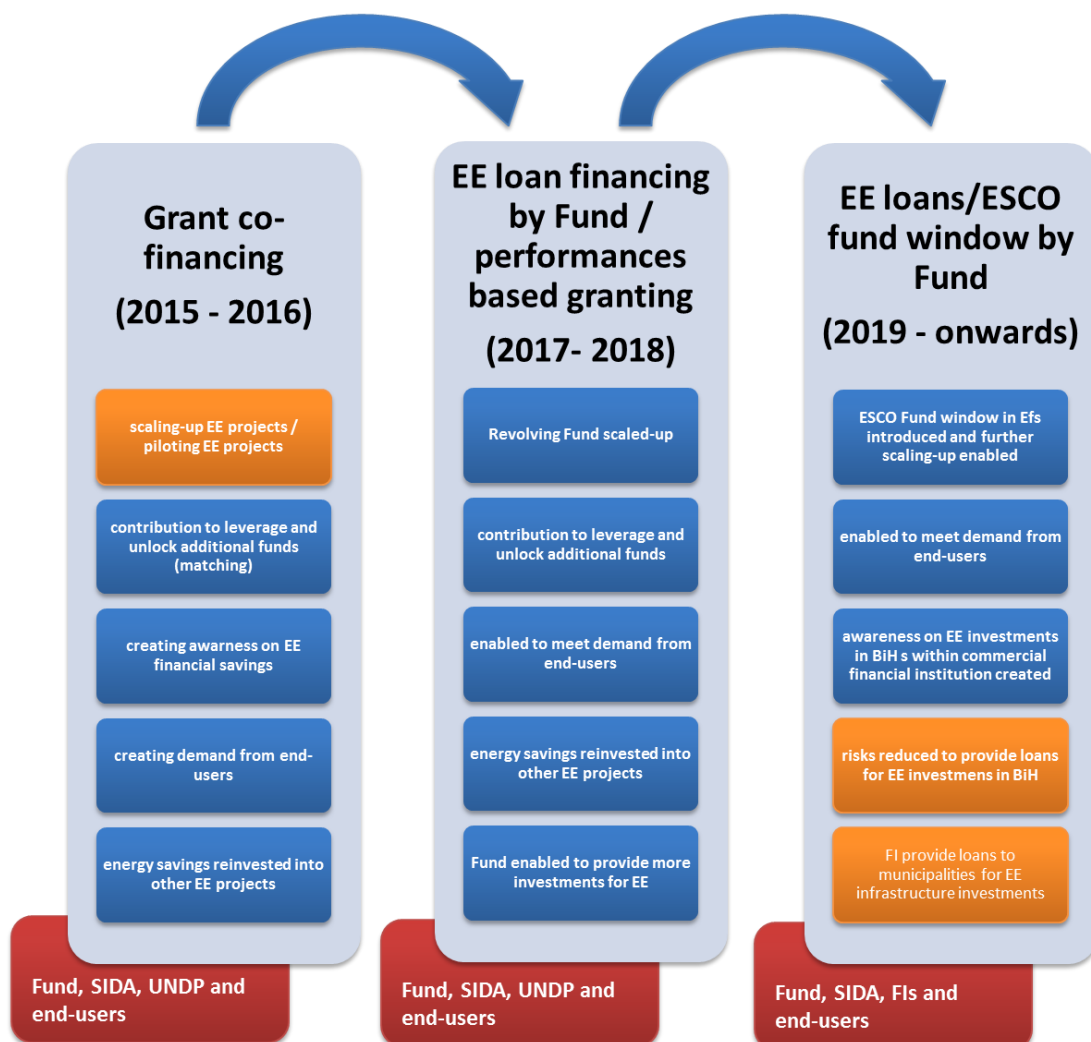 Grant co-
financing
(2015 - 2016)
scaling-up EE projects /
piloting EE projects
contribution to leverage and
unlock additional funds
(matching)
creating awarness on EE
financial savings
creating demand from end-
users
energy savings reinvested into
other EE projects
Fund, SIDA, UNDP and
end-users
EE loan financing
by Fund /
performances
based granting
(2017- 2018)
Revolving Fund scaled-up
contribution to leverage and
unlock additional funds
enabled to meet demand from
end-users
energy savings reinvested into
other EE projects
Fund enabled to provide more
investments for EE
Fund, SIDA, UNDP and
end-users
EE loans/ESCO
fund window by
Fund
(2019 - onwards)
ESCO Fund window in Efs
introduced and further
scaling-up enabled
enabled to meet demand from
end-users
awareness on EE investments
in BiH s within commercial
financial institution created
risks reduced to provide loans
for EE investmens in BiH
FI provide loans to
municipalities for EE
infrastructure investments
Fund, SIDA, FIs and
end-users